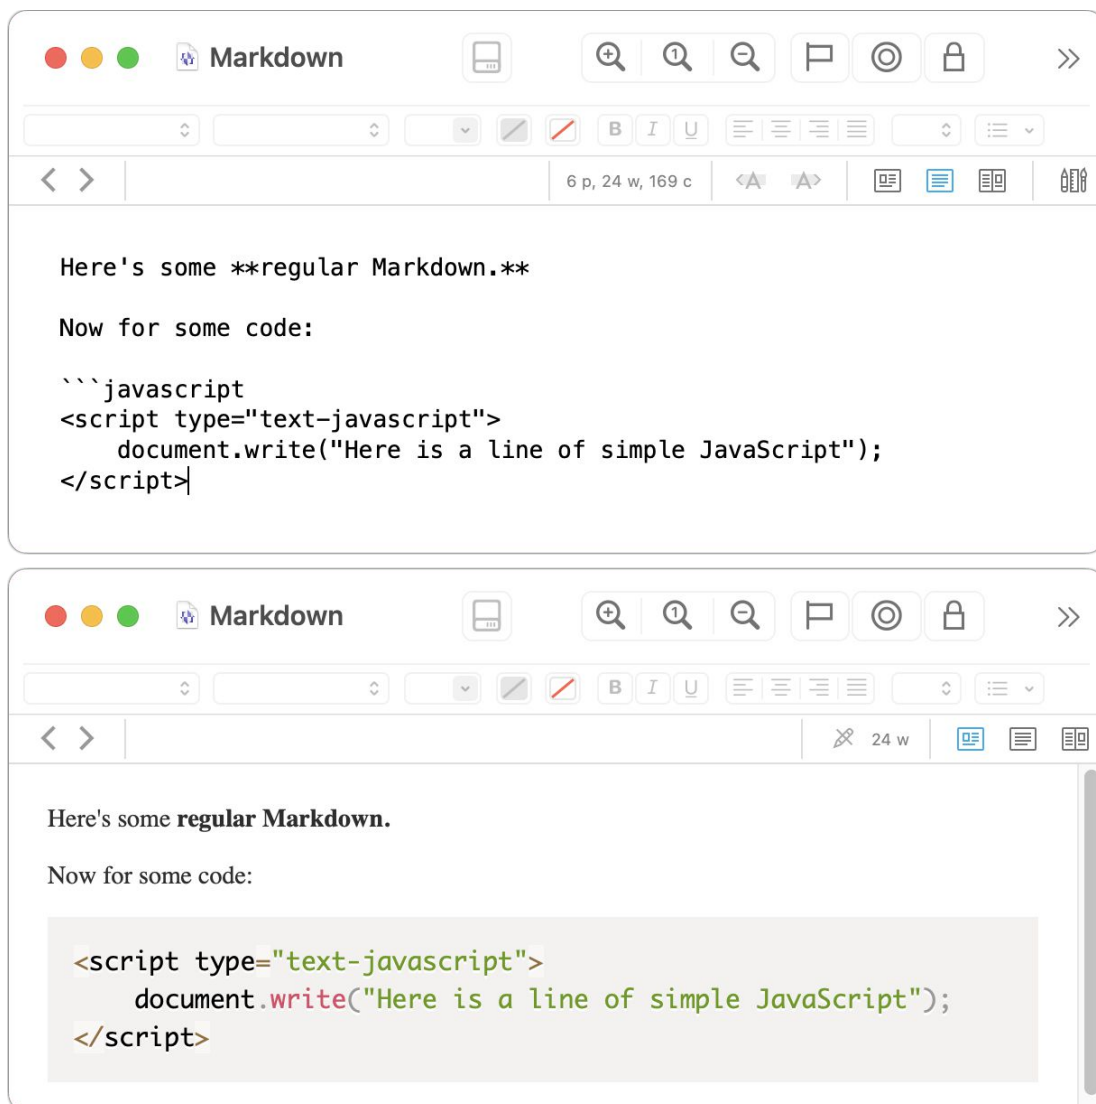 Markdown
B I U
6 p, 24 w, 169 c
<A A>
Here's some **regular Markdown.**
Now for some code:
```javascript
<script type="text-javascript">
    document.write("Here is a line of simple JavaScript");
</script>
Markdown
B I U
24 w
Here's some regular Markdown.
Now for some code:
<script type="text-javascript">
    document.write("Here is a line of simple JavaScript");
</script>